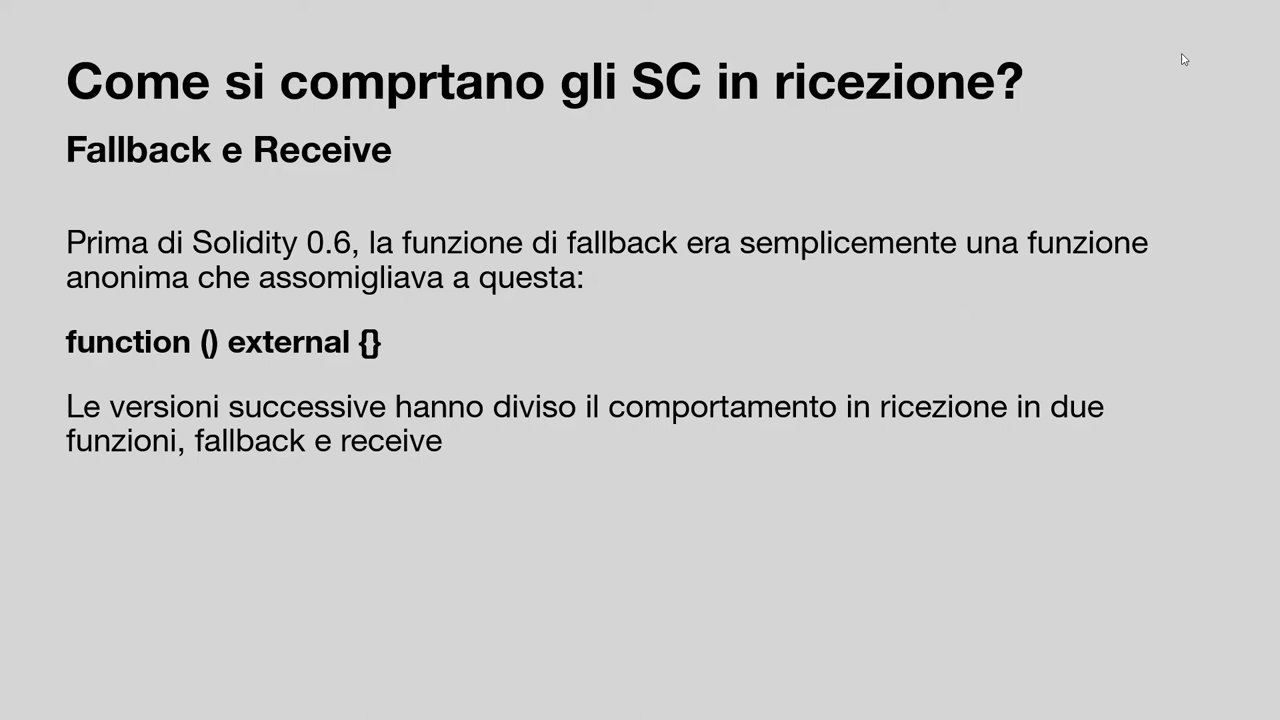 Come si comprtano gli SC in ricezione?
Fallback e Receive
Prima di Solidity 0.6, la funzione di fallback era semplicemente una funzione
anonima che assomigliava a questa:
function () external {}
Le versioni successive hanno diviso il comportamento in ricezione in due
funzioni, fallback e receive